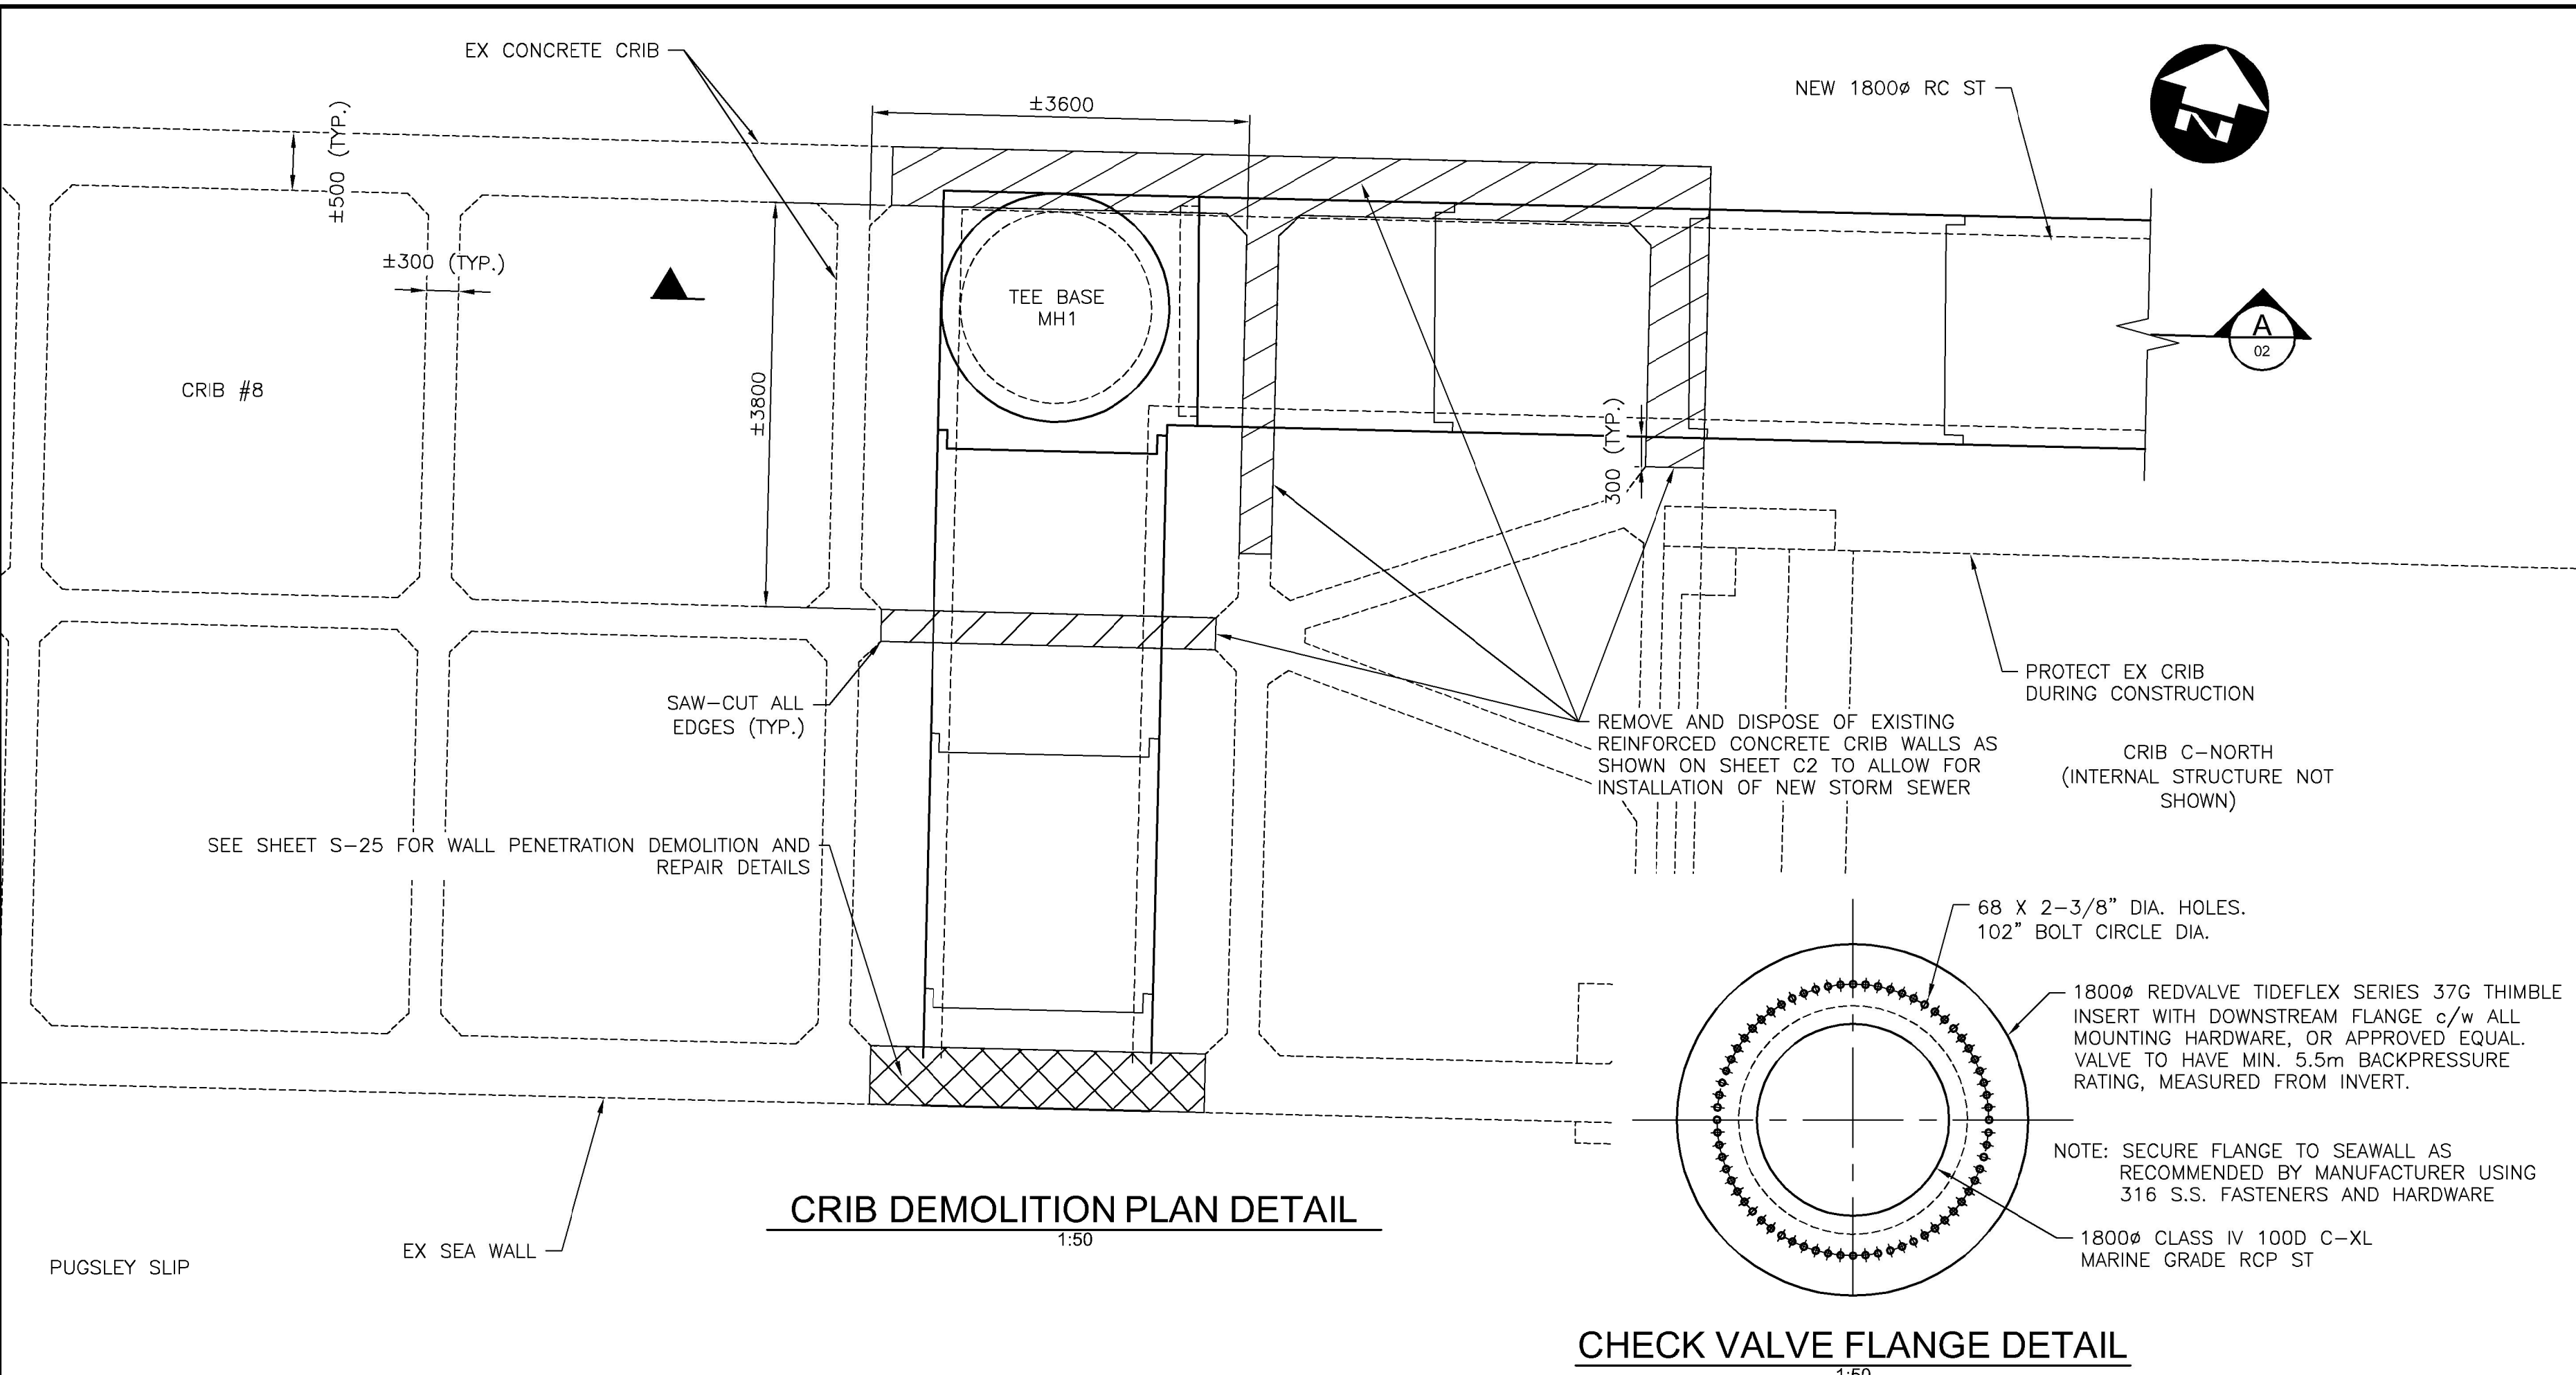 EX CONCRETE CRIB
±3600
NEW 1800ø RC ST
N
±500 (TYP.)
±300 (TYP.)
TEE BASE
MH1
A
02
CRIB #8
±3800
300 (TYP.)
PROTECT EX CRIB
DURING CONSTRUCTION
SAW-CUT ALL
EDGES (TYP.)
REMOVE AND DISPOSE OF EXISTING
REINFORCED CONCRETE CRIB WALLS AS
SHOWN ON SHEET C2 TO ALLOW FOR
INSTALLATION OF NEW STORM SEWER
CRIB C-NORTH
(INTERNAL STRUCTURE NOT
SHOWN)
SEE SHEET S-25 FOR WALL PENETRATION DEMOLITION AND
REPAIR DETAILS
68 X 2-3/8" DIA. HOLES.
102" BOLT CIRCLE DIA.
1800ø REDVALVE TIDEFLEX SERIES 37G THIMBLE
INSERT WITH DOWNSTREAM FLANGE c/w ALL
MOUNTING HARDWARE, OR APPROVED EQUAL.
VALVE TO HAVE MIN. 5.5m BACKPRESSURE
RATING, MEASURED FROM INVERT.
NOTE: SECURE FLANGE TO SEAWALL AS
RECOMMENDED BY MANUFACTURER USING
316 S.S. FASTENERS AND HARDWARE
1800ø CLASS IV 100D C-XL
MARINE GRADE RCP ST
CRIB DEMOLITION PLAN DETAIL
1:50
EX SEA WALL
PUGSLEY SLIP
CHECK VALVE FLANGE DETAIL
1:50